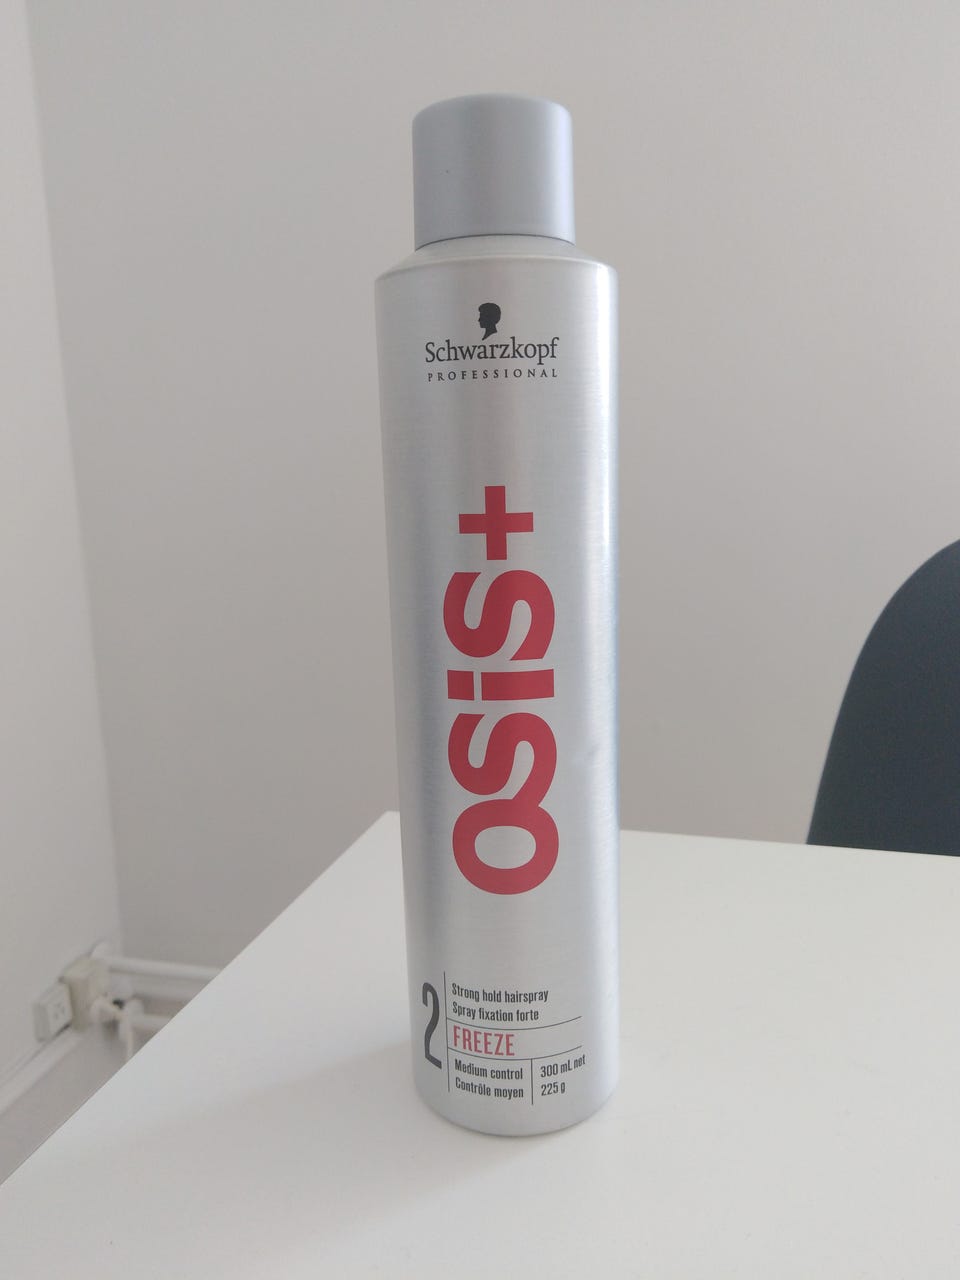 Schwarzkopf
PROFESSIONAL
OSiS+
2
Strong hold hairspray
Spray fixation forte
FREEZE
Medium control
Contrôle moyen
300 mL net
225 g